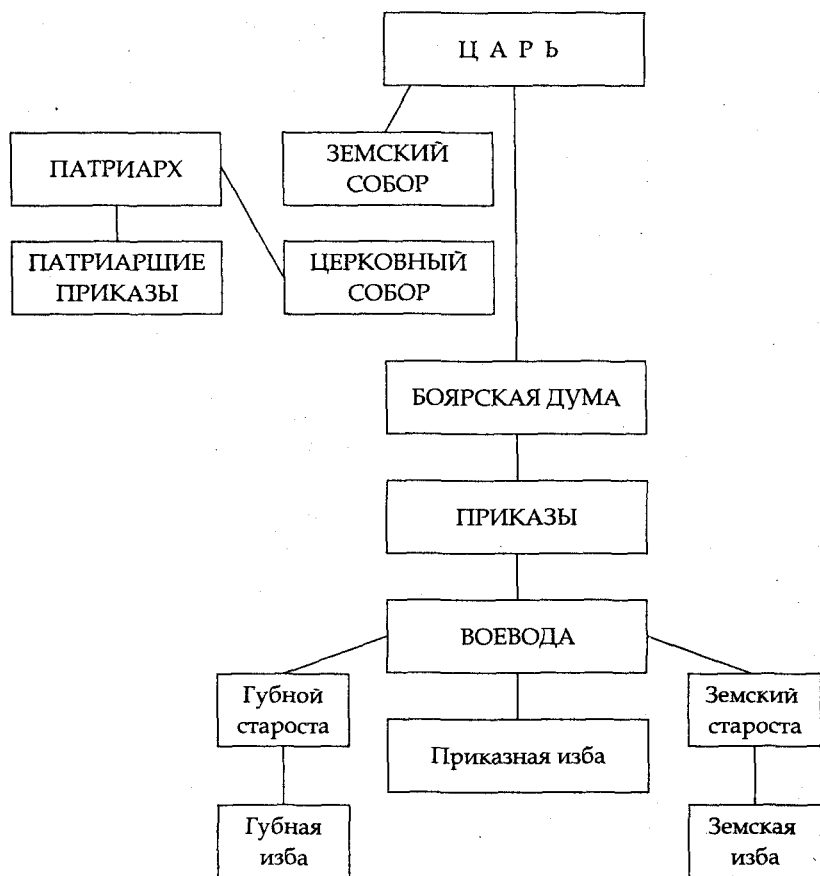 Ц А Р Ь
ПАТРИАРХ
ЗЕМСКИЙ
СОБОР
ПАТРИАРШИЕ
ПРИКАЗЫ
ЦЕРКОВНЫЙ
СОБОР
БОЯРСКАЯ ДУМА
ПРИКАЗЫ
ВОЕВОДА
Губной
староста
Приказная изба
Земский
староста
Губная
изба
Земская
изба